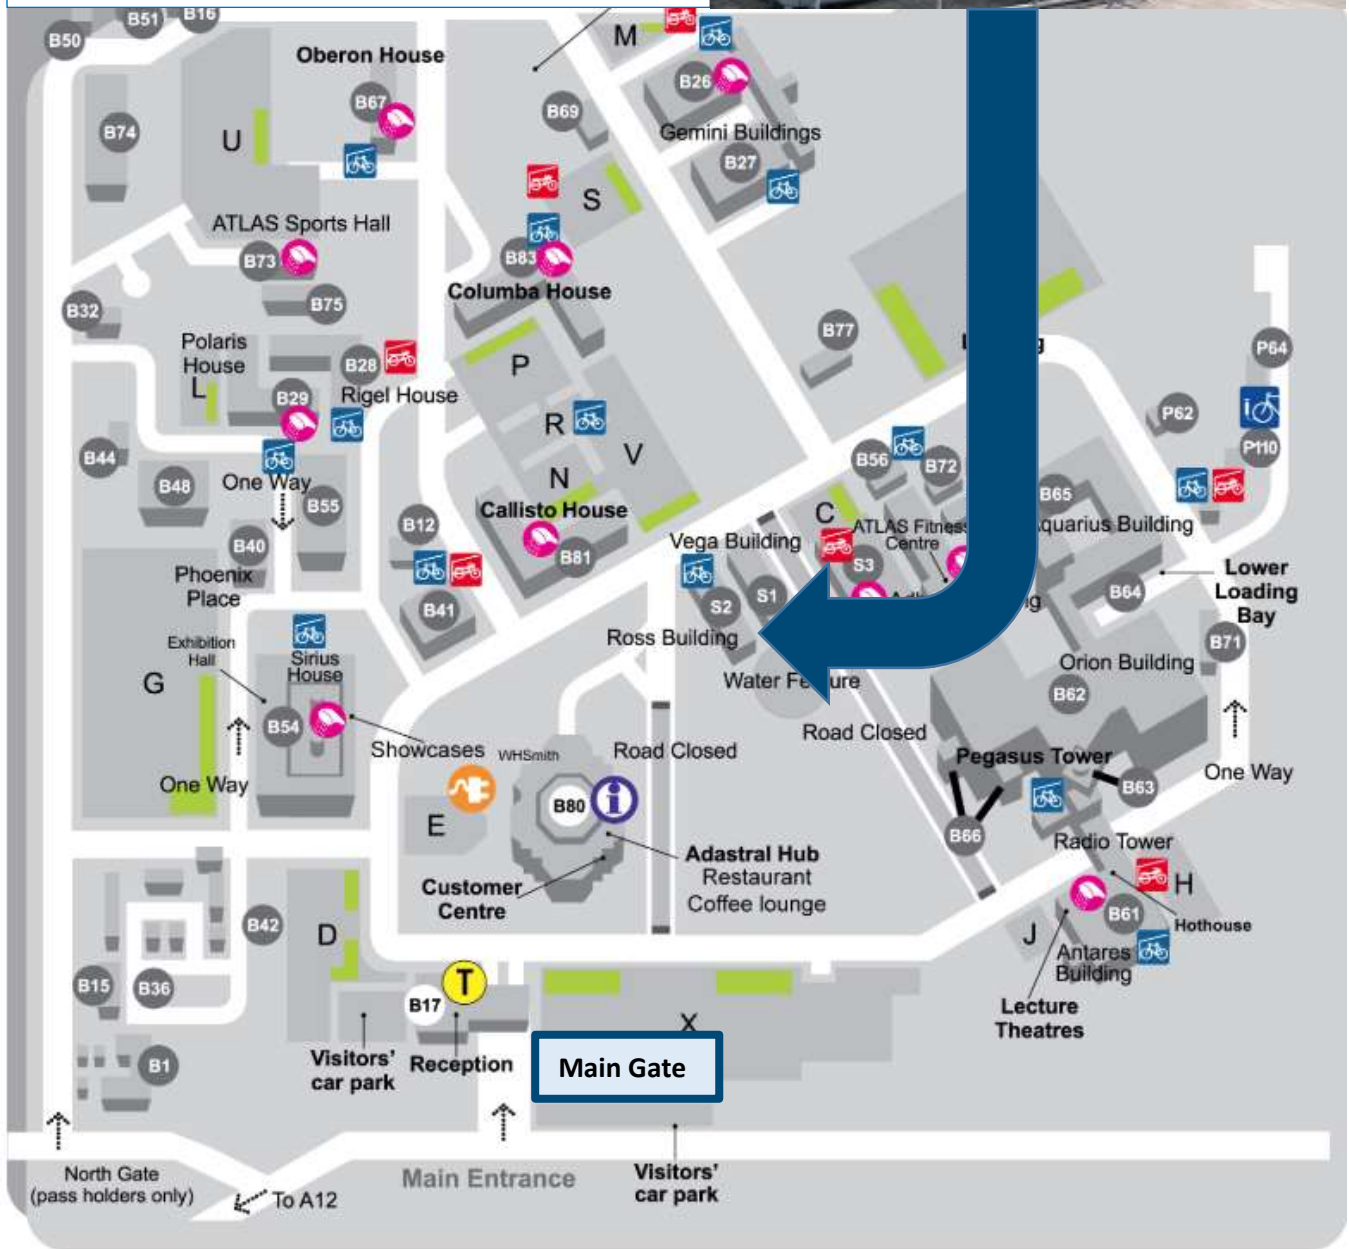 B50
B51
B16
M
Oberon House
B26
B67
B69
Gemini Buildings
B74
U
B27
S
ATLAS Sports Hall
B73
B83
Columba House
B75
B32
B77
Polaris
House
L
P
B28
P64
B29
Rigel House
R
P62
V
B56
B72
P110
B44
One Way
B48
N
B65
B55
Callisto House
C
ATLAS Fitness
Centre
B12
B40
B81
Vega Building
S3
Lower
Loading
Bay
Phoenix
Place
S2
S1
B64
B41
Ross Building
B71
Exhibition
Hall
Sirius
House
Orion Building
G
B62
B54
Water
Road Closed
Showcases
WHSmith
Road Closed
Pegasus Tower
One Way
One Way
B80
i
B63
E
B66
Radio Tower
Adastral Hub
Restaurant
Coffee lounge
Customer
Centre
H
B42
D
J
B61
Hothouse
Antares
Building
B15
B36
T
B17
Lecture
Theatres
X
Visitors'
car park
Reception
Main Gate
B1
North Gate
(pass holders only)
To A12
Main Entrance
Visitors'
car park